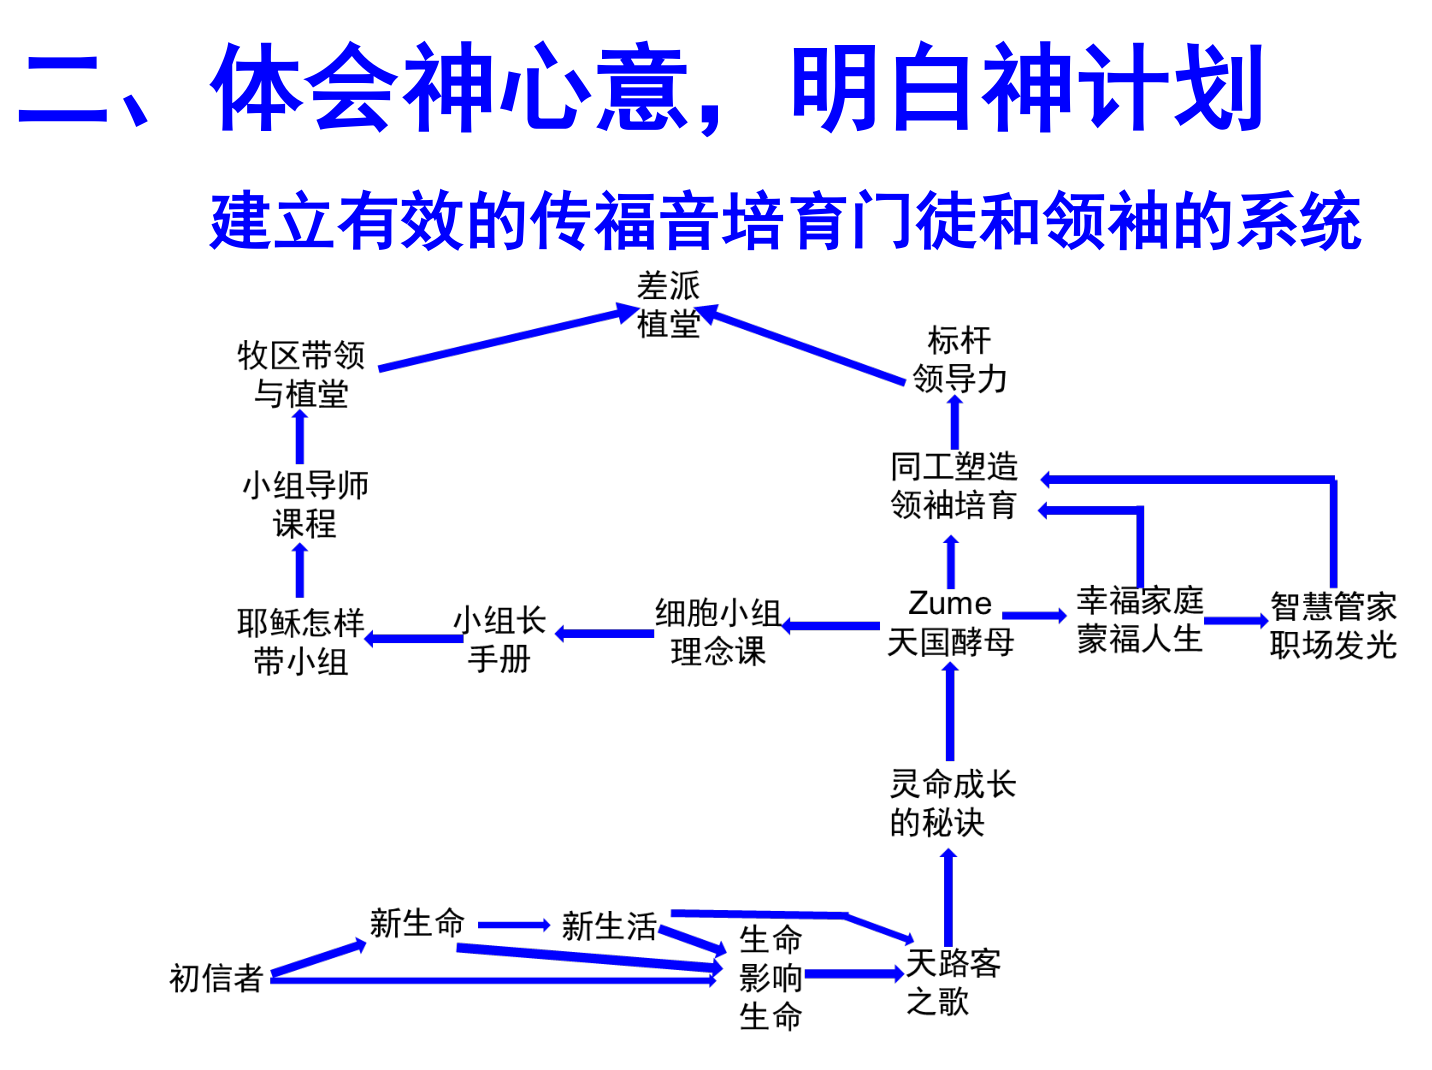 二、体会神心意，明白神计划
建立有效的传福音培育门徒和领袖的系统
差派
植堂
牧区带领
与植堂
标杆
领导力
小组导师
课程
同工塑造
领袖培育
耶稣怎样
带小组
小组长
手册
细胞小组
理念课
Zume
天国酵母
幸福家庭
蒙福人生
智慧管家
职场发光
灵命成长
的秘诀
初信者
新生命
新生活
生命
影响
生命
天路客
之歌